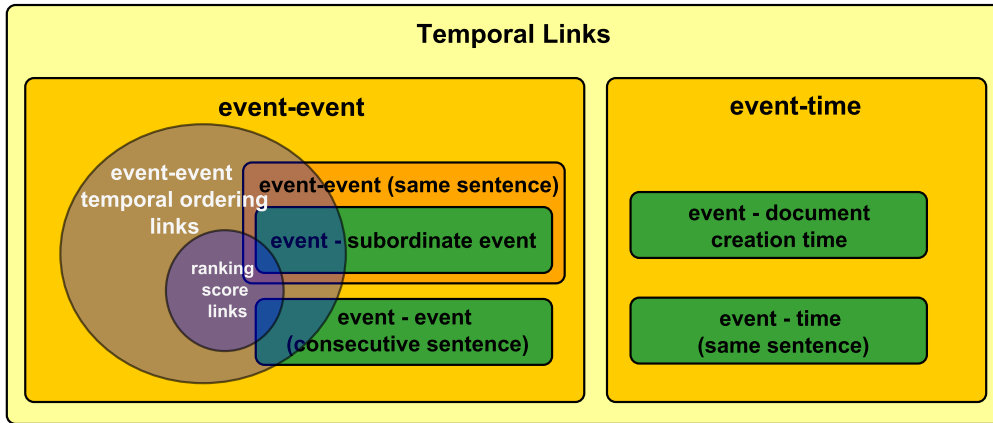 Temporal Links
event-event
event-event
temporal ordering
links
event-event (same sentence)
event - subordinate event
ranking
score
links
event - event
(consecutive sentence)
event-time
event - document
creation time
event - time
(same sentence)